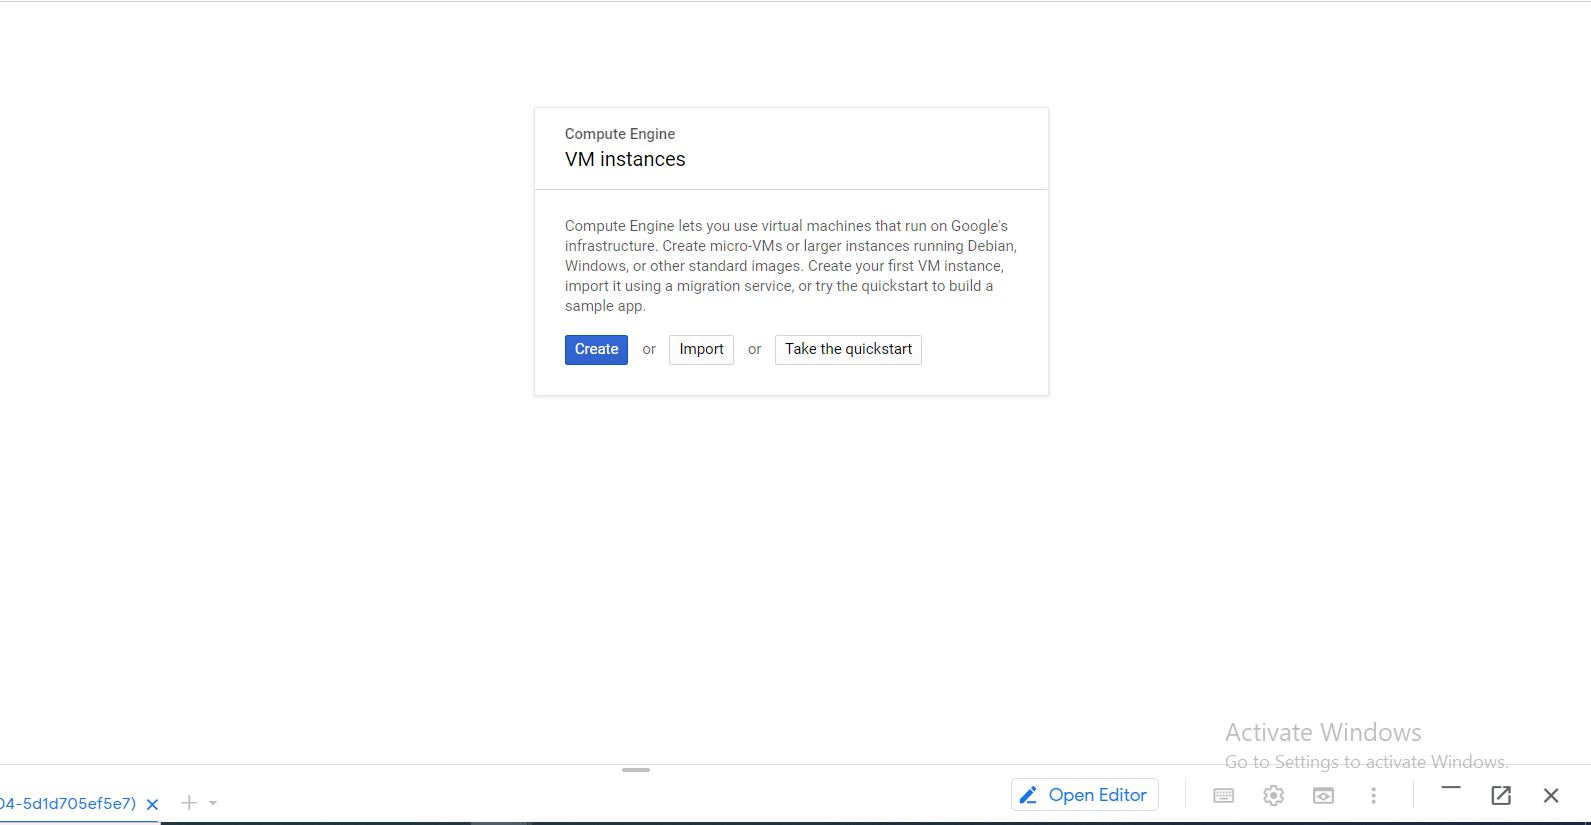 Compute Engine
VM instances
Compute Engine lets you use virtual machines that run on Google's
infrastructure. Create micro-VMs or larger instances running Debian,
Windows, or other standard images. Create your first VM instance,
import it using a migration service, or try the quickstart to build a
sample app.
Create or Import or Take the quickstart
Activate Windows
Go to Settings to activate Windows.
04-5d1d705ef5e7)
Open Editor